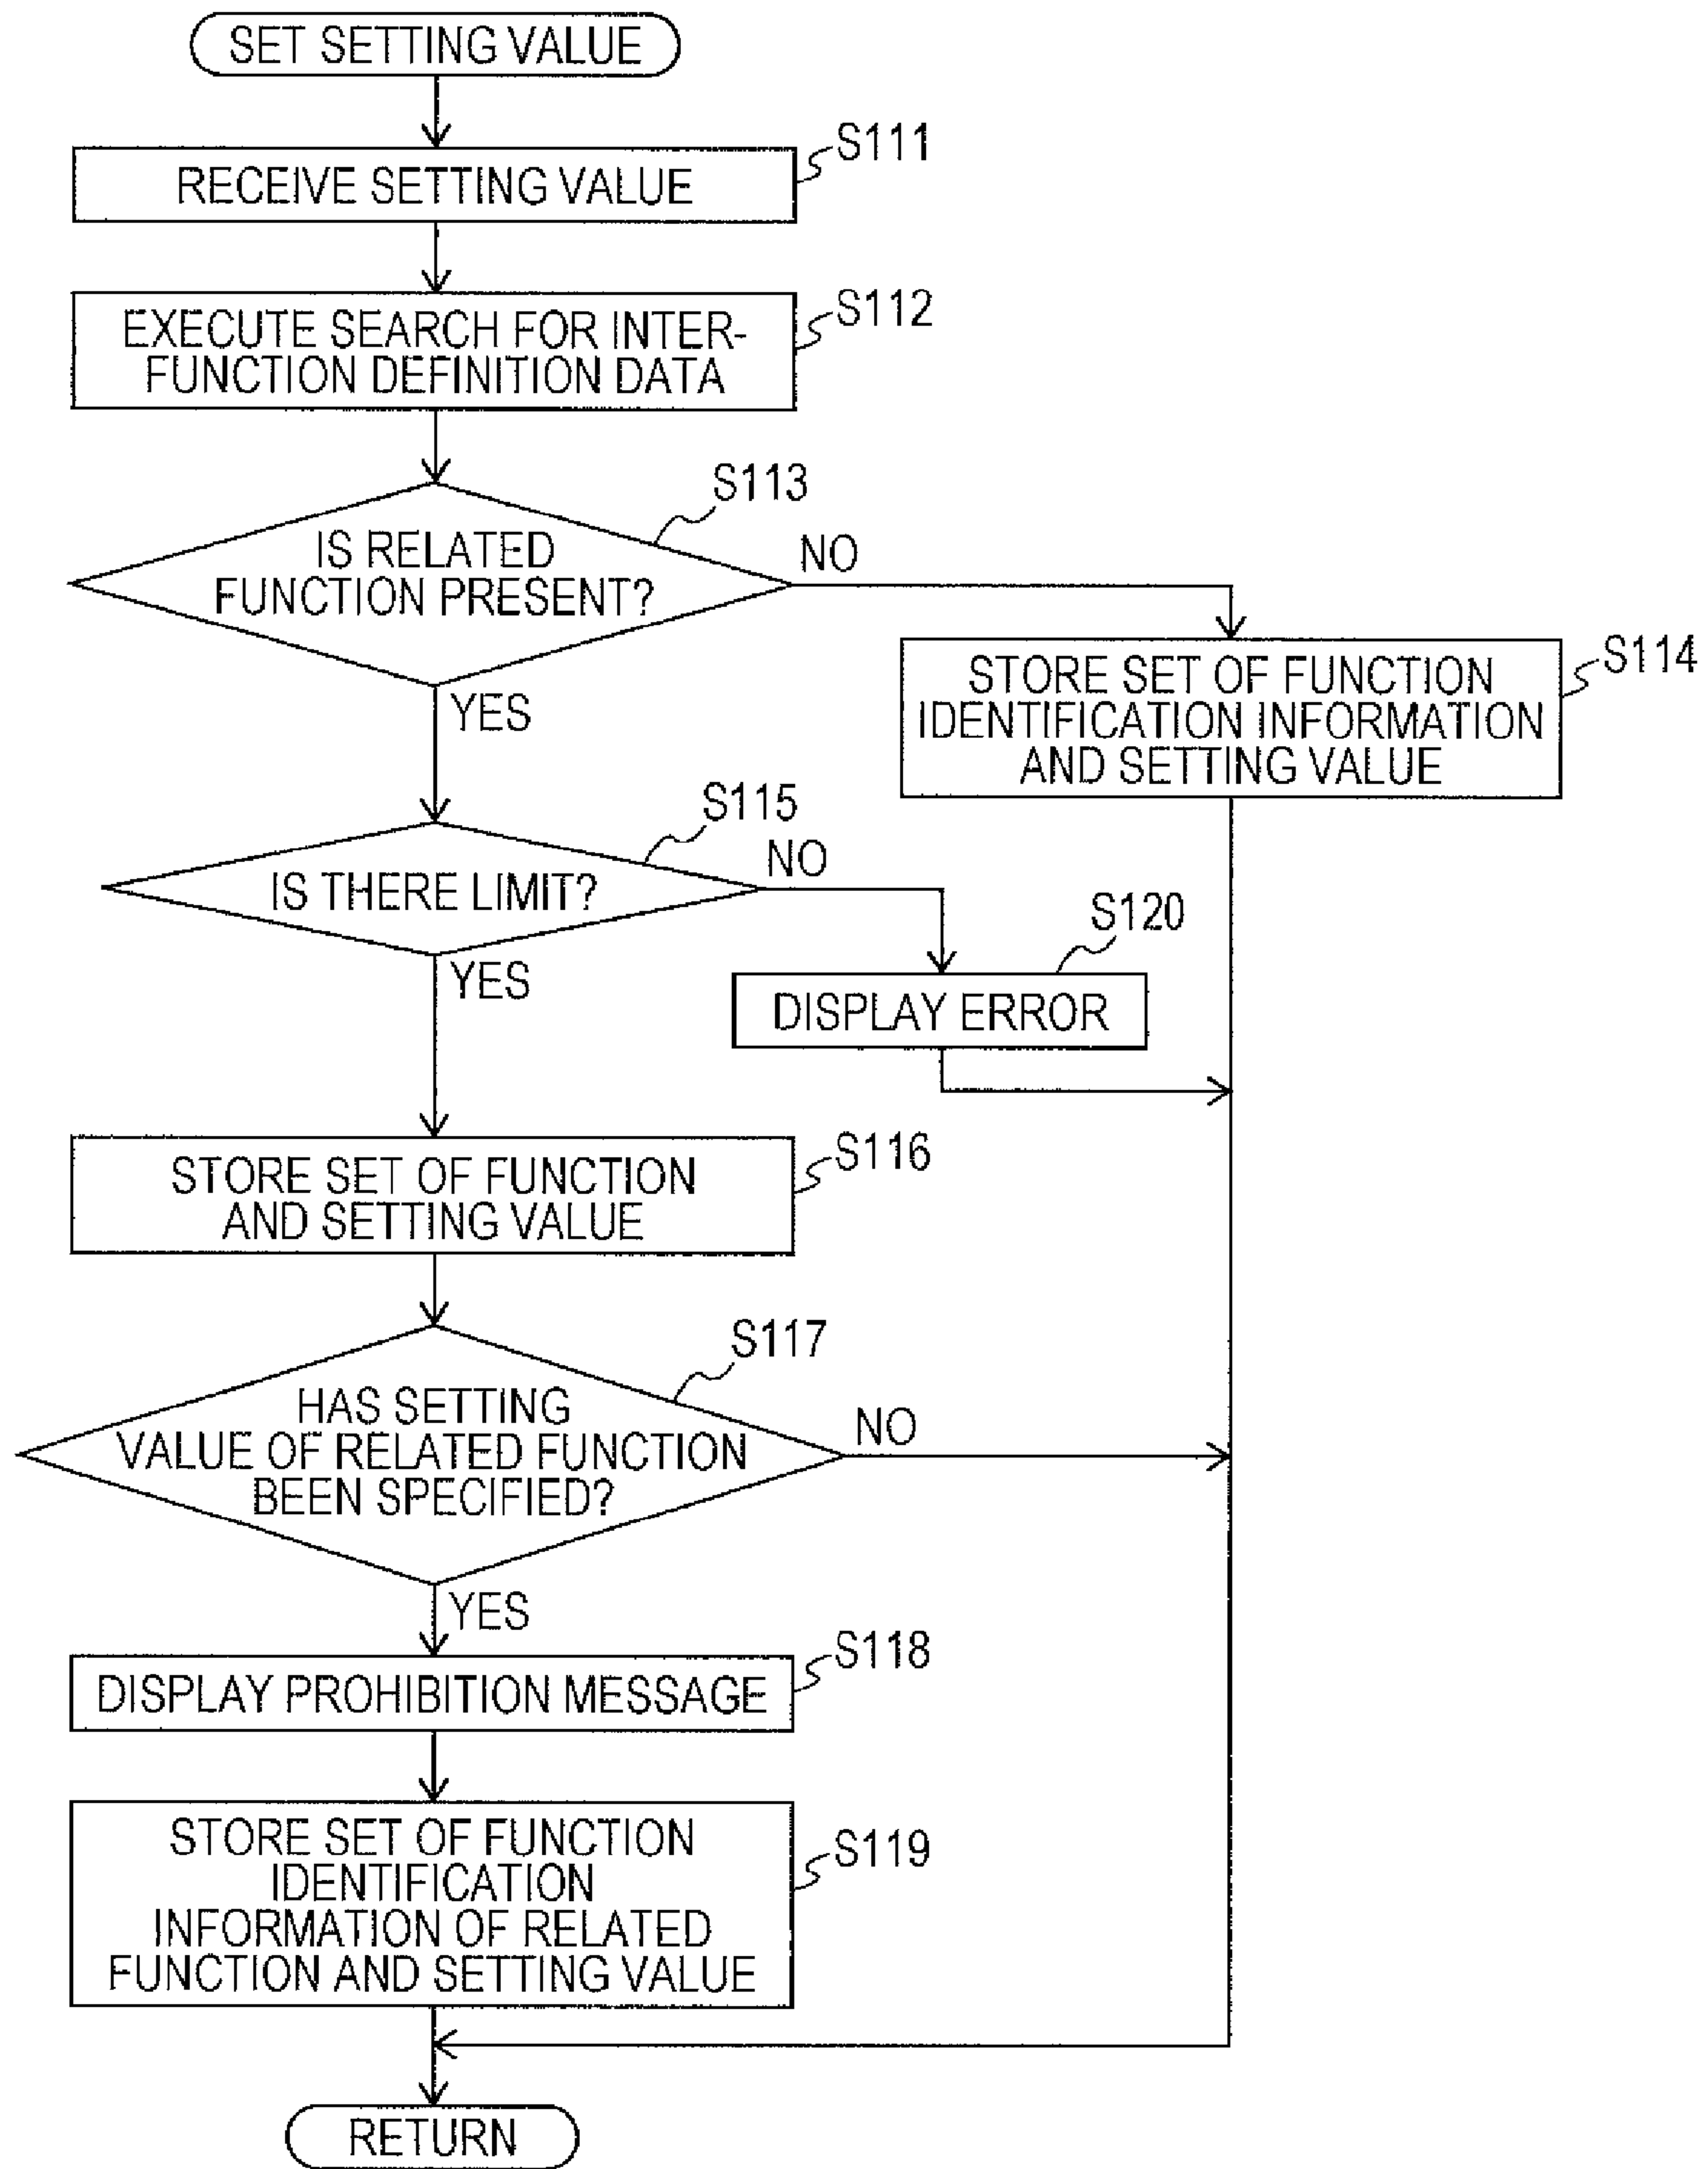 SET SETTING VALUE
S111
RECEIVE SETTING VALUE
S112
EXECUTE SEARCH FOR INTER-
FUNCTION DEFINITION DATA
S113
IS RELATED
FUNCTION PRESENT?
NO
YES
S114
STORE SET OF FUNCTION
IDENTIFICATION INFORMATION
AND SETTING VALUE
S115
IS THERE LIMIT?
NO
YES
S120
DISPLAY ERROR
S116
STORE SET OF FUNCTION
AND SETTING VALUE
S117
HAS SETTING
VALUE OF RELATED FUNCTION
BEEN SPECIFIED?
NO
YES
S118
DISPLAY PROHIBITION MESSAGE
S119
STORE SET OF FUNCTION
IDENTIFICATION
INFORMATION OF RELATED
FUNCTION AND SETTING VALUE
RETURN